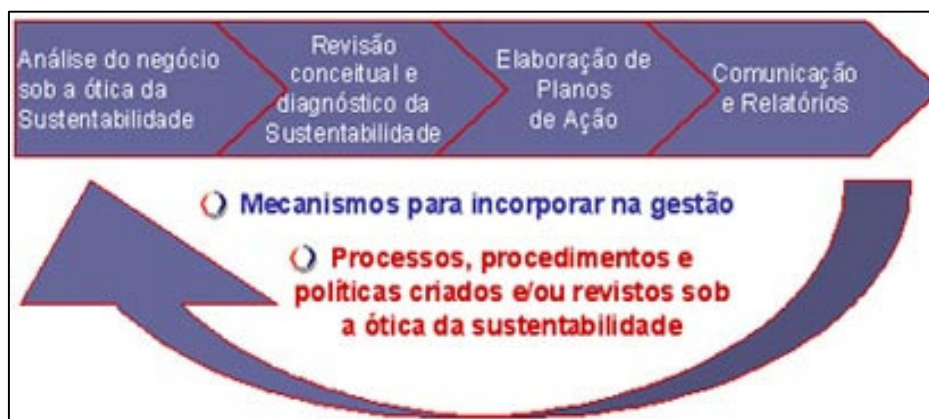 Análise do negócio
sob a ótica da
Sustentabilidade
Revisão
conceitual e
diagnóstico da
Sustentabilidade
Elaboração de
Planos
de Ação
Comunicação
e Relatórios
Mecanismos para incorporar na gestão
Processos, procedimentos e
políticas criados e/ou revistos sob
a ótica da sustentabilidade